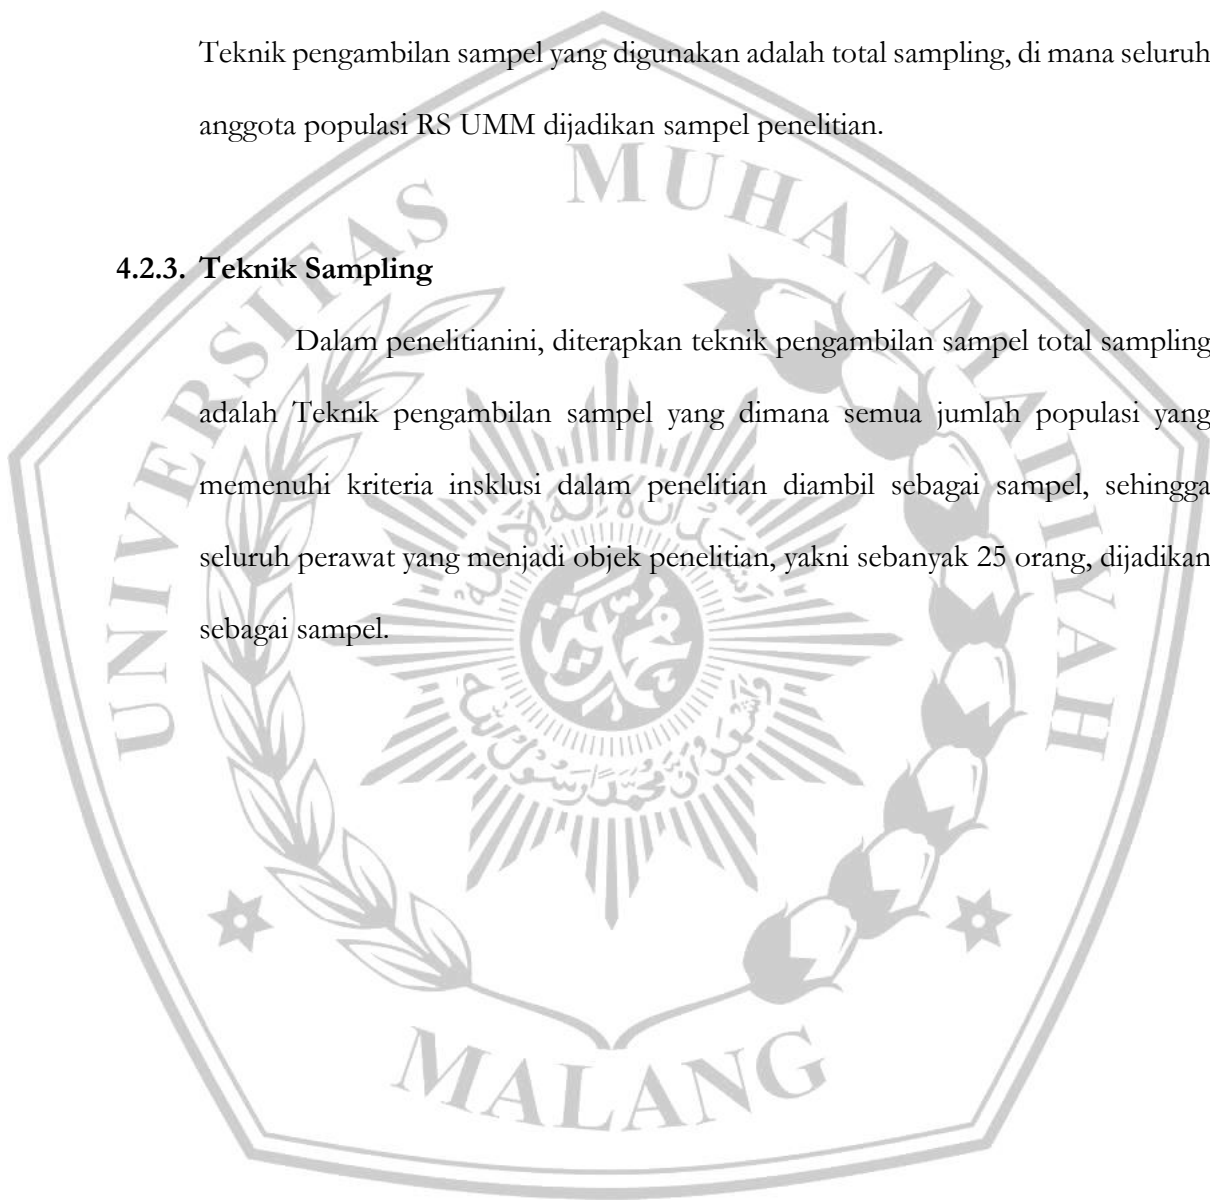 Teknik pengambilan sampel yang digunakan adalah total sampling, di mana seluruh
anggota populasi RS UMM dijadikan sampel penelitian.
4.2.3. Teknik Sampling
Dalam penelitianini, diterapkan teknik pengambilan sampel total sampling
adalah Teknik pengambilan sampel yang dimana semua jumlah populasi yang
memenuhi kriteria insklusi dalam penelitian diambil sebagai sampel, sehingga
seluruh perawat yang menjadi objek penelitian, yakni sebanyak 25 orang, dijadikan
sebagai sampel.
UNIVERSITAS MUHAMMADIYAH
MALANG